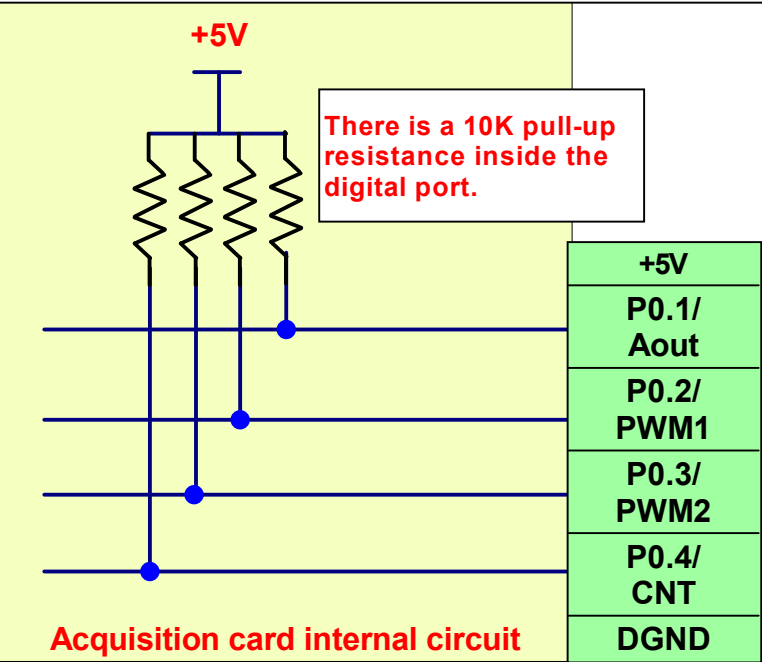 +5V
There is a 10K pull-up
resistance inside the
digital port.
+5V
P0.1/
Aout
P0.2/
PWM1
P0.3/
PWM2
P0.4/
CNT
Acquisition card internal circuit
DGND